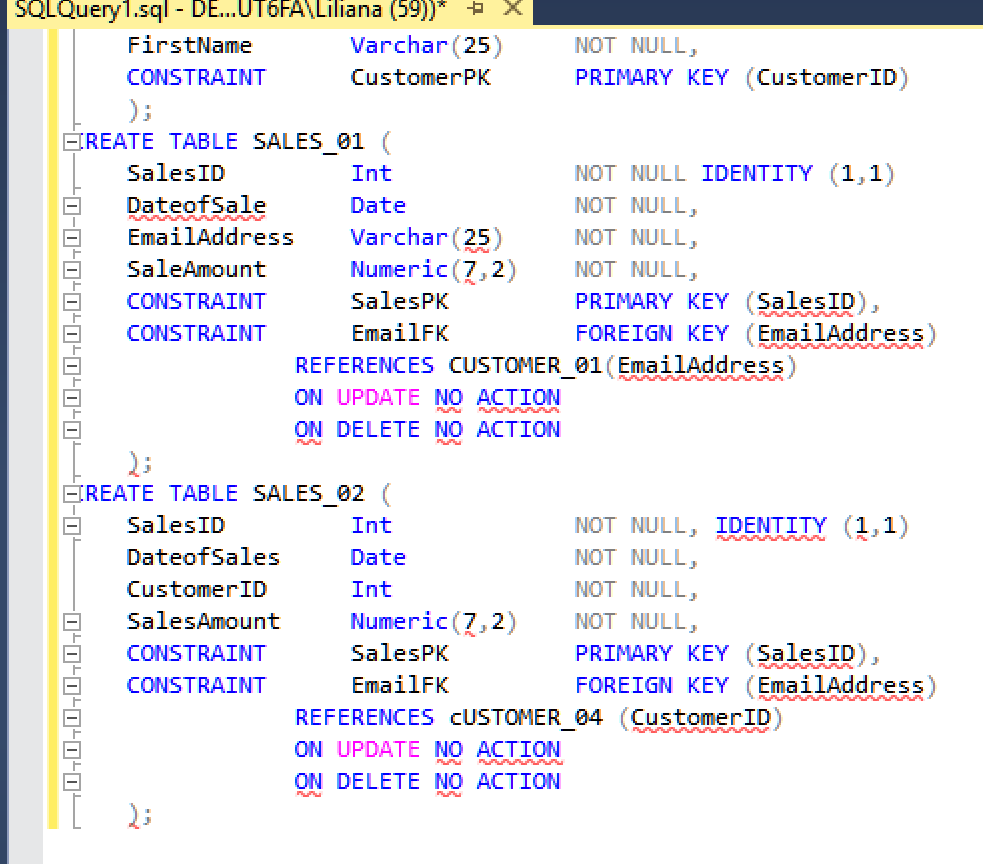 SQLQuery1.sql - DE...UT6FA\Liliana (59))*
FirstName Varchar(25) NOT NULL,
CONSTRAINT CustomerPK PRIMARY KEY (CustomerID)
);
CREATE TABLE SALES_01 (
SalesID Int NOT NULL IDENTITY (1,1)
DateofSale Date NOT NULL,
EmailAddress Varchar(25) NOT NULL,
SaleAmount Numeric(7,2) NOT NULL,
CONSTRAINT SalesPK PRIMARY KEY (SalesID),
CONSTRAINT EmailFK FOREIGN KEY (EmailAddress)
REFERENCES CUSTOMER_01(EmailAddress)
ON UPDATE NO ACTION
ON DELETE NO ACTION
);
CREATE TABLE SALES_02 (
SalesID Int NOT NULL, IDENTITY (1,1)
DateofSales Date NOT NULL,
CustomerID Int NOT NULL,
SalesAmount Numeric(7,2) NOT NULL,
CONSTRAINT SalesPK PRIMARY KEY (SalesID),
CONSTRAINT EmailFK FOREIGN KEY (EmailAddress)
REFERENCES cUSTOMER_04 (CustomerID)
ON UPDATE NO ACTION
ON DELETE NO ACTION
);